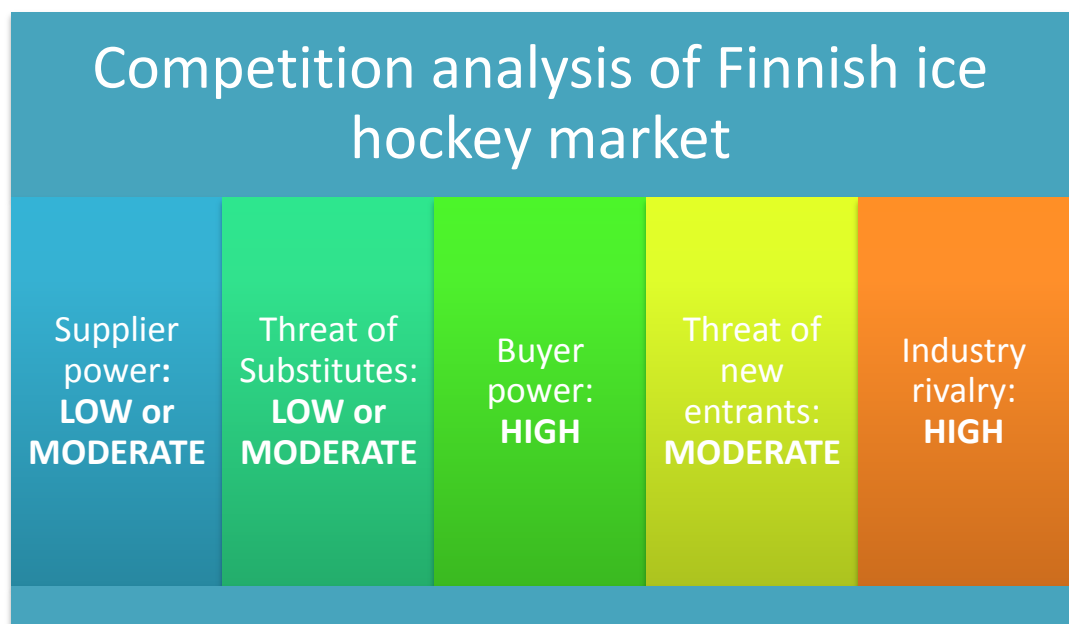 Competition analysis of Finnish ice
hockey market
Supplier
power:
LOW or
MODERATE
Threat of
Substitutes:
LOW or
MODERATE
Buyer
power:
HIGH
Threat of
new
entrants:
MODERATE
Industry
rivalry:
HIGH